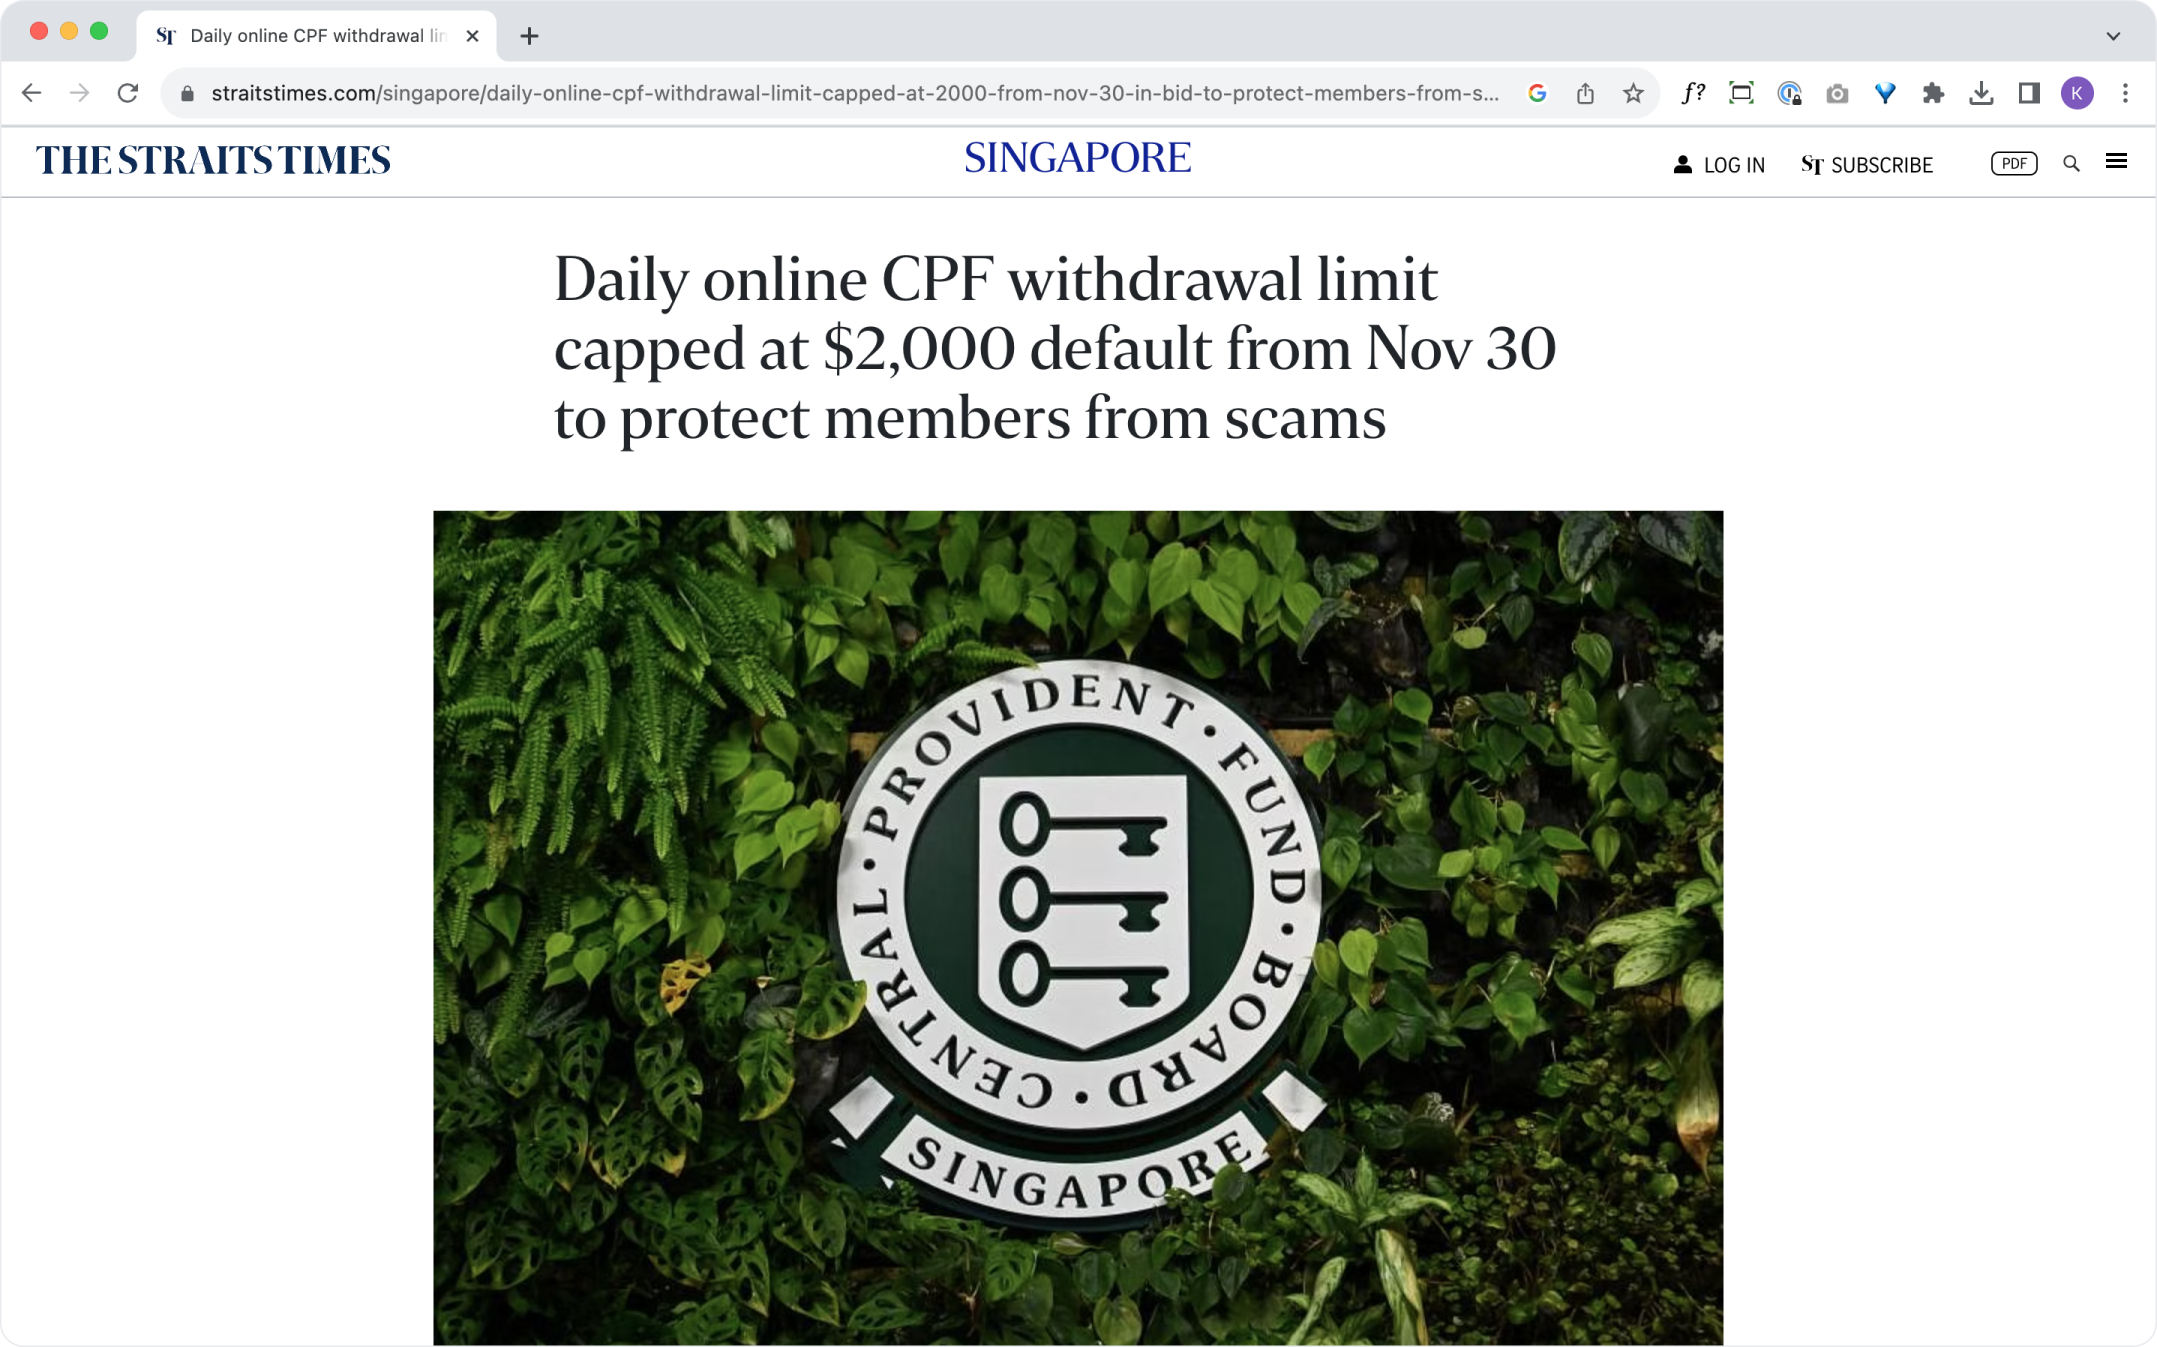 ST Daily online CPF withdrawal lin
straitstimes.com/singapore/daily-online-cpf-withdrawal-limit-capped-at-2000-from-nov-30-in-bid-to-protect-members-from-s...
G
f?
K
THE STRAITS TIMES
SINGAPORE
LOG IN
ST SUBSCRIBE
PDF
Daily online CPF withdrawal limit
capped at $2,000 default from Nov 30
to protect members from scams
CENTRAL · PROVIDENT · FUND · BOARD ·
SINGAPORE